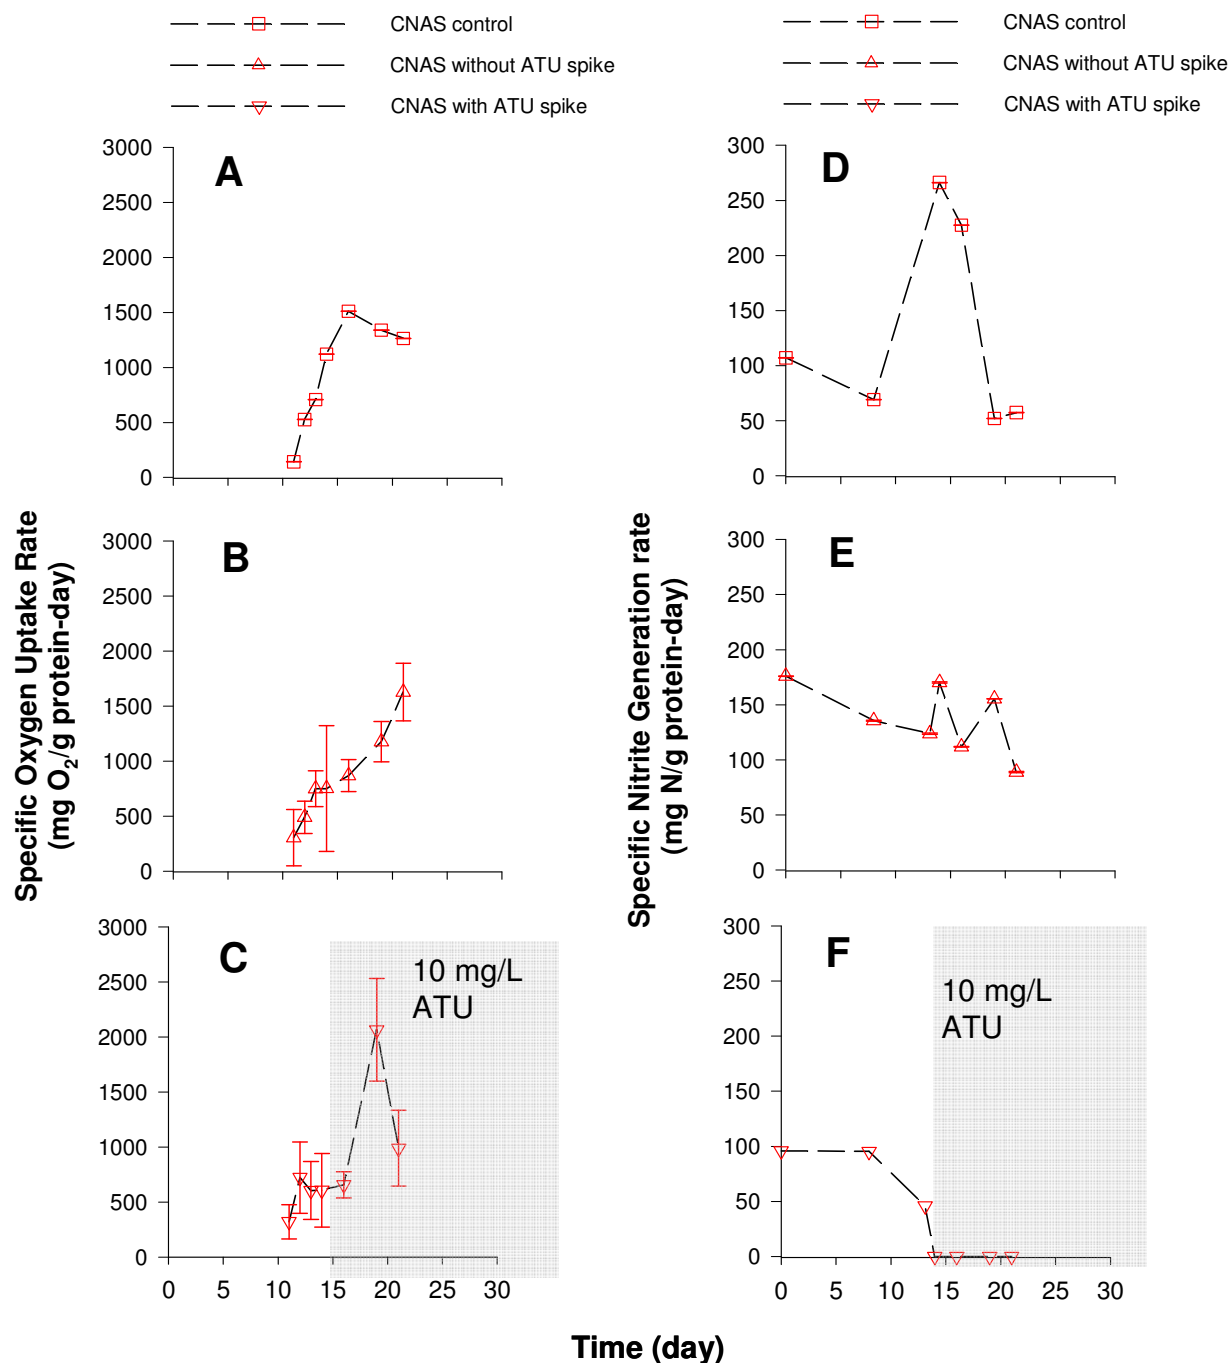 CNAS control
CNAS without ATU spike
CNAS with ATU spike
CNAS control
CNAS without ATU spike
CNAS with ATU spike
A
3000
2500
2000
1500
1000
500
0
D
300
250
200
150
100
50
0
Specific Oxygen Uptake Rate
(mg O2/g protein-day)
B
3000
2500
2000
1500
1000
500
0
Specific Nitrite Generation rate
(mg N/g protein-day)
E
300
250
200
150
100
50
0
C
10 mg/L
ATU
3000
2500
2000
1500
1000
500
0
0 5 10 15 20 25 30
F
10 mg/L
ATU
300
250
200
150
100
50
0
0 5 10 15 20 25 30
Time (day)